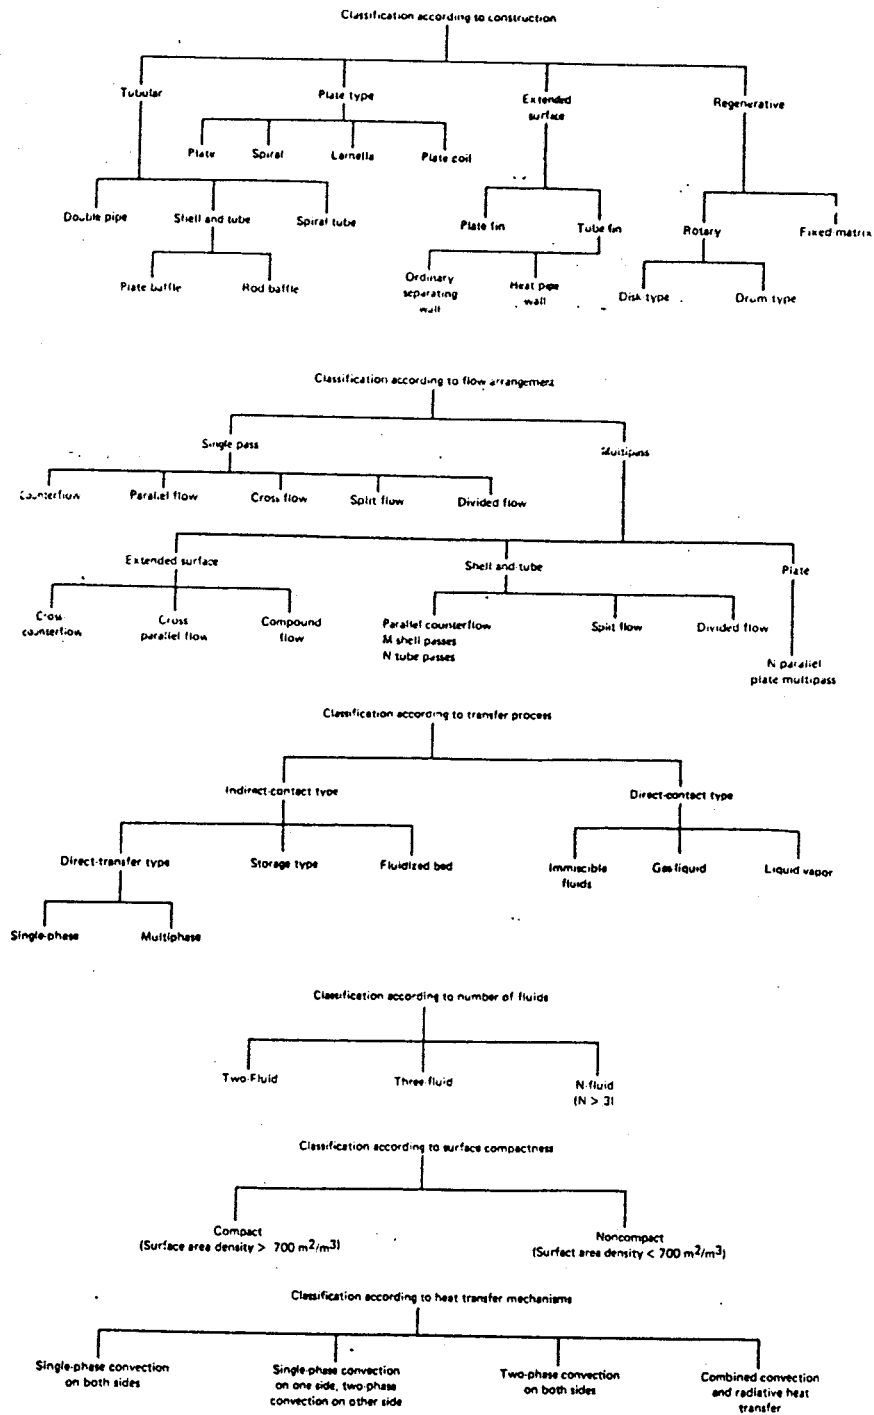 Classification according to construction
Tubular
Plate type
Extended
surface
Regenerative
Plate
Spiral
Lamella
Plate coil
Double pipe
Shell and tube
Spiral tube
Plate fin
Tube fin
Rotary
Fixed matrix
Plate baffle
Rod baffle
Ordinary
separating
wall
Heat pipe
wall
Disk type
Drum type
Classification according to flow arrangement
Single pass
Multipass
Counterflow
Parallel flow
Cross flow
Split flow
Divided flow
Extended surface
Shell and tube
Plate
Cross
counterflow
Cross
parallel flow
Compound
flow
Parallel counterflow
M shell passes
N tube passes
Split flow
Divided flow
N parallel
plate multipass
Classification according to transfer process
Indirect-contact type
Direct-contact type
Direct-transfer type
Storage type
Fluidized bed
Immiscible
fluids
Gas-liquid
Liquid vapor
Single-phase
Multiphase
Classification according to number of fluids
Two-Fluid
Three-fluid
N-fluid
(N > 3)
Classification according to surface compactness
Compact
(Surface area density > 700 m²/m³)
Noncompact
(Surfact area density < 700 m²/m³)
Classification according to heat transfer mechanisms
Single-phase convection
on both sides
Single-phase convection
on one side, two-phase
convection on other side
Two-phase convection
on both sides
Combined convection
and radiative heat
transfer